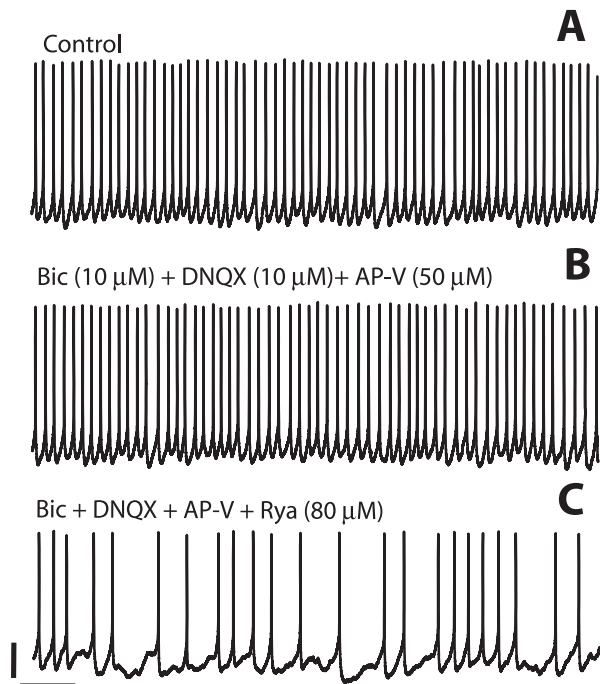 A
Control
B
Bic (10 μM) + DNQX (10 μM)+ AP-V (50 μM)
C
Bic + DNQX + AP-V + Rya (80 μM)